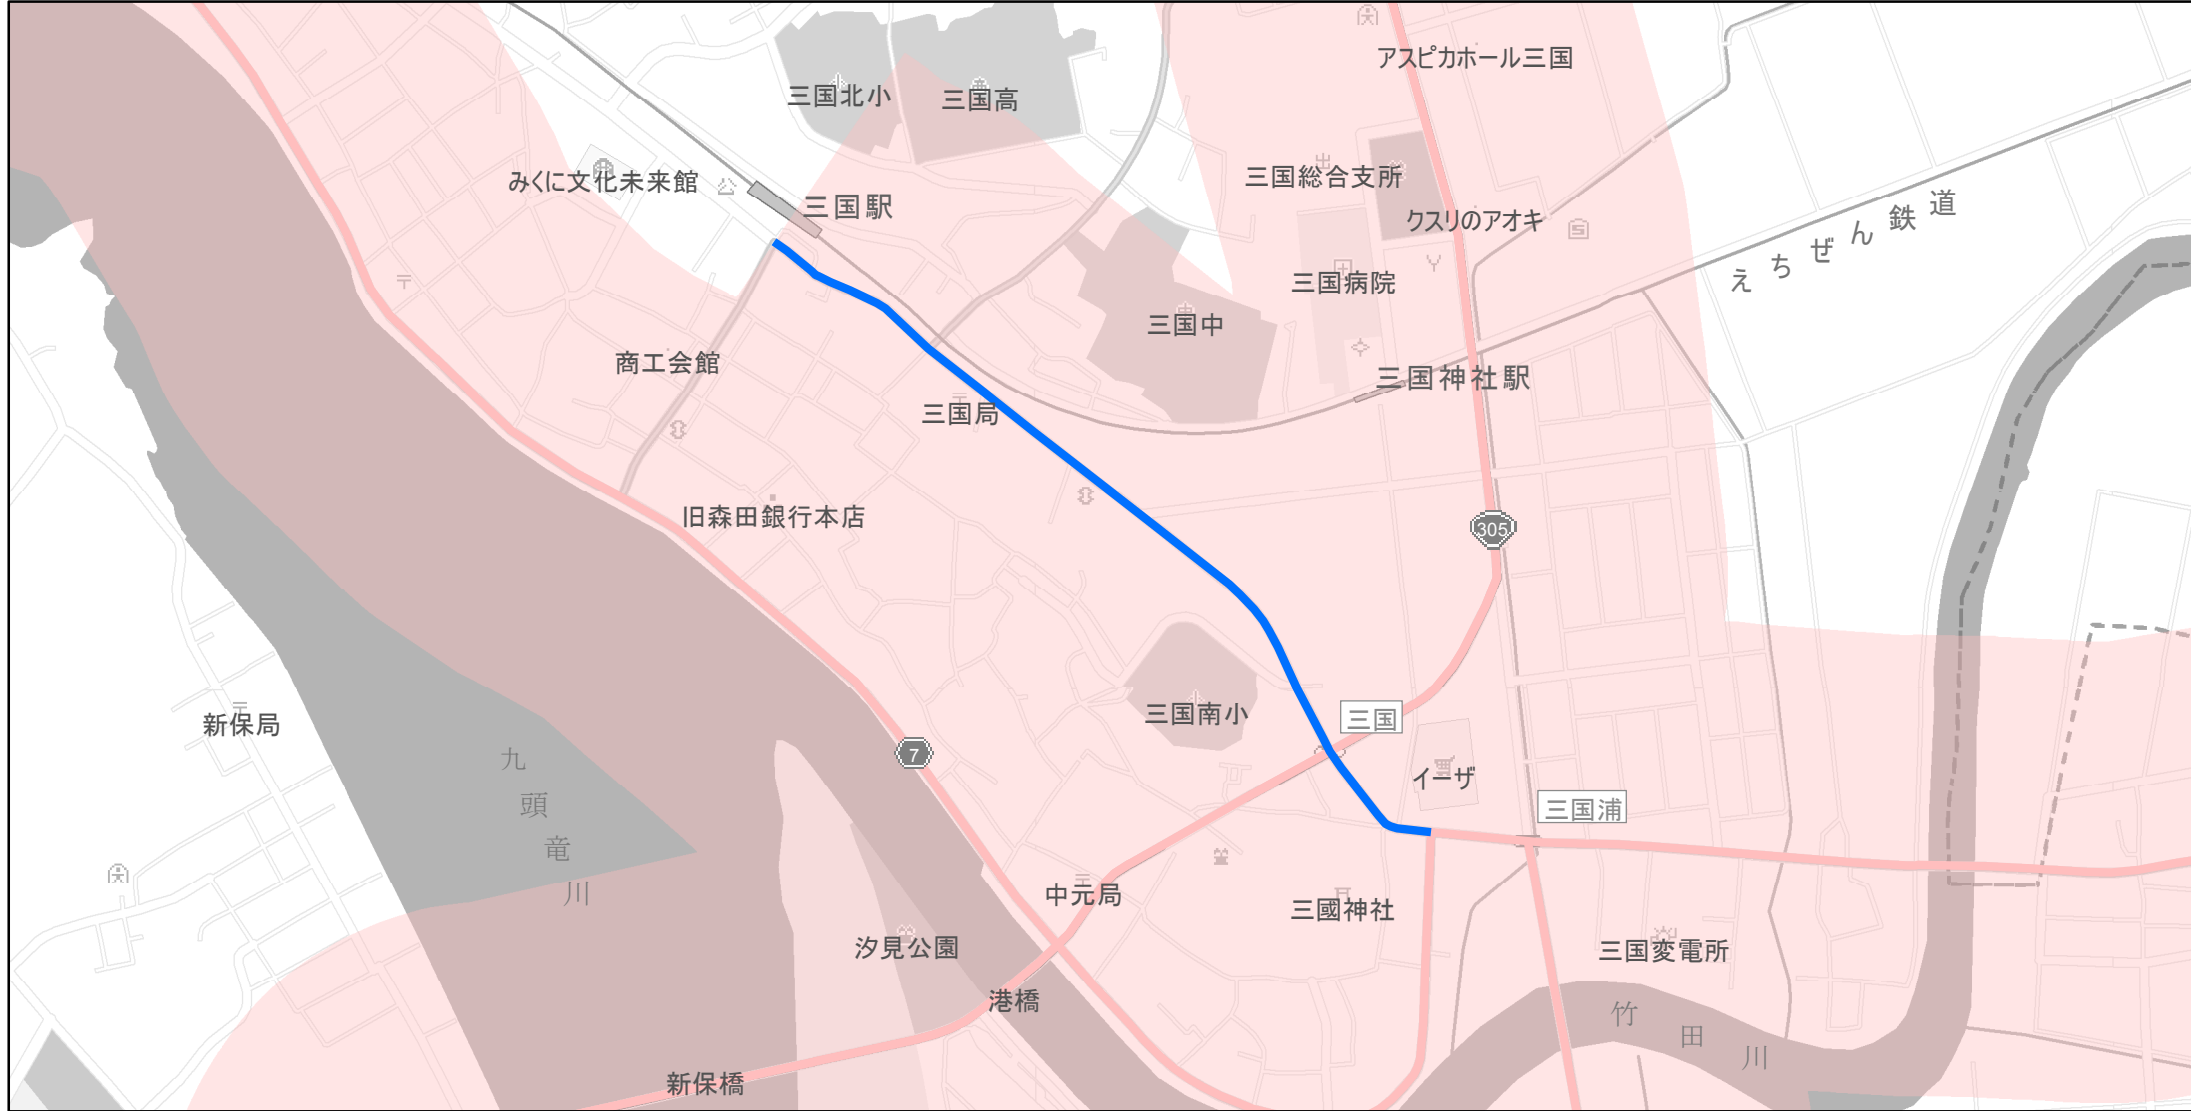 アスピカホール三国
三国北小
三国高
みくに文化未来館
三国駅
三国総合支所
クスリのアオキ
えちぜん鉄道
三国病院
三国中
商工会館
三国神社駅
三国局
旧森田銀行本店
305
三国南小
三国
新保局
7
九頭竜川
イーザ
三国浦
中元局
三國神社
汐見公園
三国変電所
港橋
竹田川
新保橋